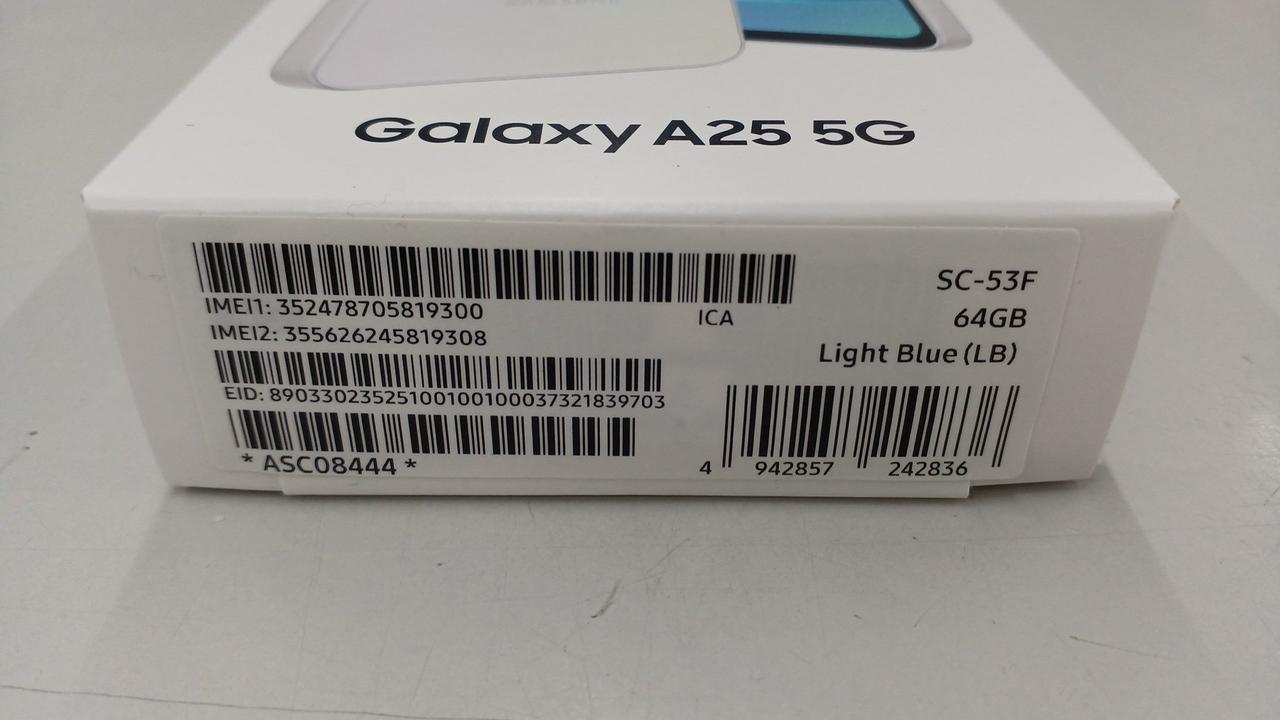 SAMSUNG
Galaxy A25 5G
IMEI1: 352478705819300
ICA
IMEI2: 355626245819308
EID: 89033023525100100100037321839703
* ASC08444 *
SC-53F
64GB
Light Blue (LB)
4 942857 242836